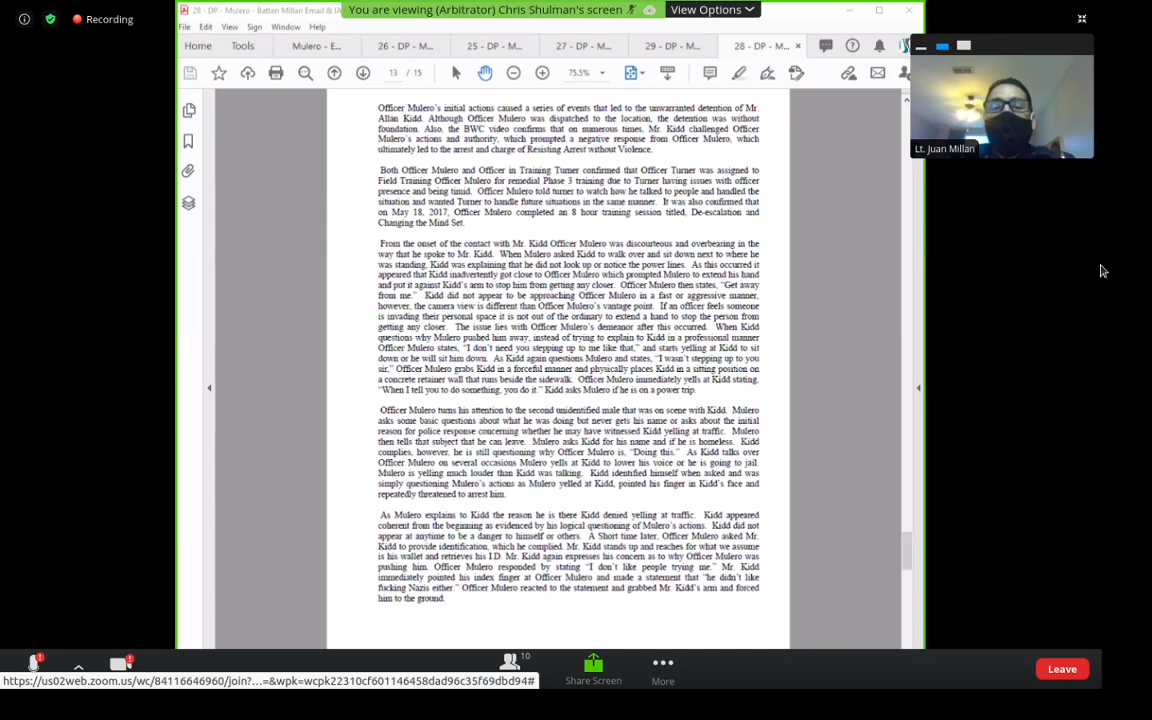 Recording
You are viewing (Arbitrator) Chris Shulman's screen
View Options
28 - DP - Mulero - Batten Millan Email & IA
File Edit View Sign Window Help
Home Tools Mulero - E... 26 - DP - M... 25 - DP - M... 27 - DP - M... 29 - DP - M... 28 - DP - M... ×
13 / 15 75.5%
Lt. Juan Millan
Officer Mulero's initial actions caused a series of events that led to the unwarranted detention of Mr.
Allan Kidd. Although Officer Mulero was dispatched to the location, the detention was without
foundation. Also, the BWC video confirms that on numerous times, Mr. Kidd challenged Officer
Mulero's actions and authority, which prompted a negative response from Officer Mulero, which
ultimately led to the arrest and charge of Resisting Arrest without Violence.
Both Officer Mulero and Officer in Training Turner confirmed that Officer Turner was assigned to
Field Training Officer Mulero for remedial Phase 3 training due to Turner having issues with officer
presence and being timid. Officer Mulero told turner to watch how he talked to people and handled the
situation and wanted Turner to handle future situations in the same manner. It was also confirmed that
on May 18, 2017, Officer Mulero completed an 8 hour training session titled, De-escalation and
Changing the Mind Set.
From the onset of the contact with Mr. Kidd Officer Mulero was discourteous and overbearing in the
way that he spoke to Mr. Kidd. When Mulero asked Kidd to walk over and sit down next to where he
was standing, Kidd was explaining that he did not look up or notice the power lines. As this occurred it
appeared that Kidd inadvertently got close to Officer Mulero which prompted Mulero to extend his hand
and put it against Kidd's arm to stop him from getting any closer. Officer Mulero then states, "Get away
from me." Kidd did not appear to be approaching Officer Mulero in a fast or aggressive manner,
however, the camera view is different than Officer Mulero's vantage point. If an officer feels someone
is invading their personal space it is not out of the ordinary to extend a hand to stop the person from
getting any closer. The issue lies with Officer Mulero's demeanor after this occurred. When Kidd
questions why Mulero pushed him away, instead of trying to explain to Kidd in a professional manner
Officer Mulero states, "I don't need you stepping up to me like that," and starts yelling at Kidd to sit
down or he will sit him down. As Kidd again questions Mulero and states, "I wasn't stepping up to you
sir," Officer Mulero grabs Kidd in a forceful manner and physically places Kidd in a sitting position on
a concrete retainer wall that runs beside the sidewalk. Officer Mulero immediately yells at Kidd stating,
"When I tell you to do something, you do it." Kidd asks Mulero if he is on a power trip.
Officer Mulero turns his attention to the second unidentified male that was on scene with Kidd. Mulero
asks some basic questions about what he was doing but never gets his name or asks about the initial
reason for police response concerning whether he may have witnessed Kidd yelling at traffic. Mulero
then tells that subject that he can leave. Mulero asks Kidd for his name and if he is homeless. Kidd
complies, however, he is still questioning why Officer Mulero is, "Doing this." As Kidd talks over
Officer Mulero on several occasions Mulero yells at Kidd to lower his voice or he is going to jail.
Mulero is yelling much louder than Kidd was talking. Kidd identified himself when asked and was
simply questioning Mulero's actions as Mulero yelled at Kidd, pointed his finger in Kidd's face and
repeatedly threatened to arrest him.
As Mulero explains to Kidd the reason he is there Kidd denied yelling at traffic. Kidd appeared
coherent from the beginning as evidenced by his logical questioning of Mulero's actions. Kidd did not
appear at anytime to be a danger to himself or others. A Short time later, Officer Mulero asked Mr.
Kidd to provide identification, which he complied. Mr. Kidd stands up and reaches for what we assume
is his wallet and retrieves his I.D. Mr. Kidd again expresses his concern as to why Officer Mulero was
pushing him. Officer Mulero responded by stating "I don't like people trying me." Mr. Kidd
immediately pointed his index finger at Officer Mulero and made a statement that "he didn't like
fucking Nazis either." Officer Mulero reacted to the statement and grabbed Mr. Kidd's arm and forced
him to the ground.
10
Share Screen
More
Leave
https://us02web.zoom.us/wc/84116646960/join?...=&wpk=wcpk22310cf601146458dad96c35f69dbd94#